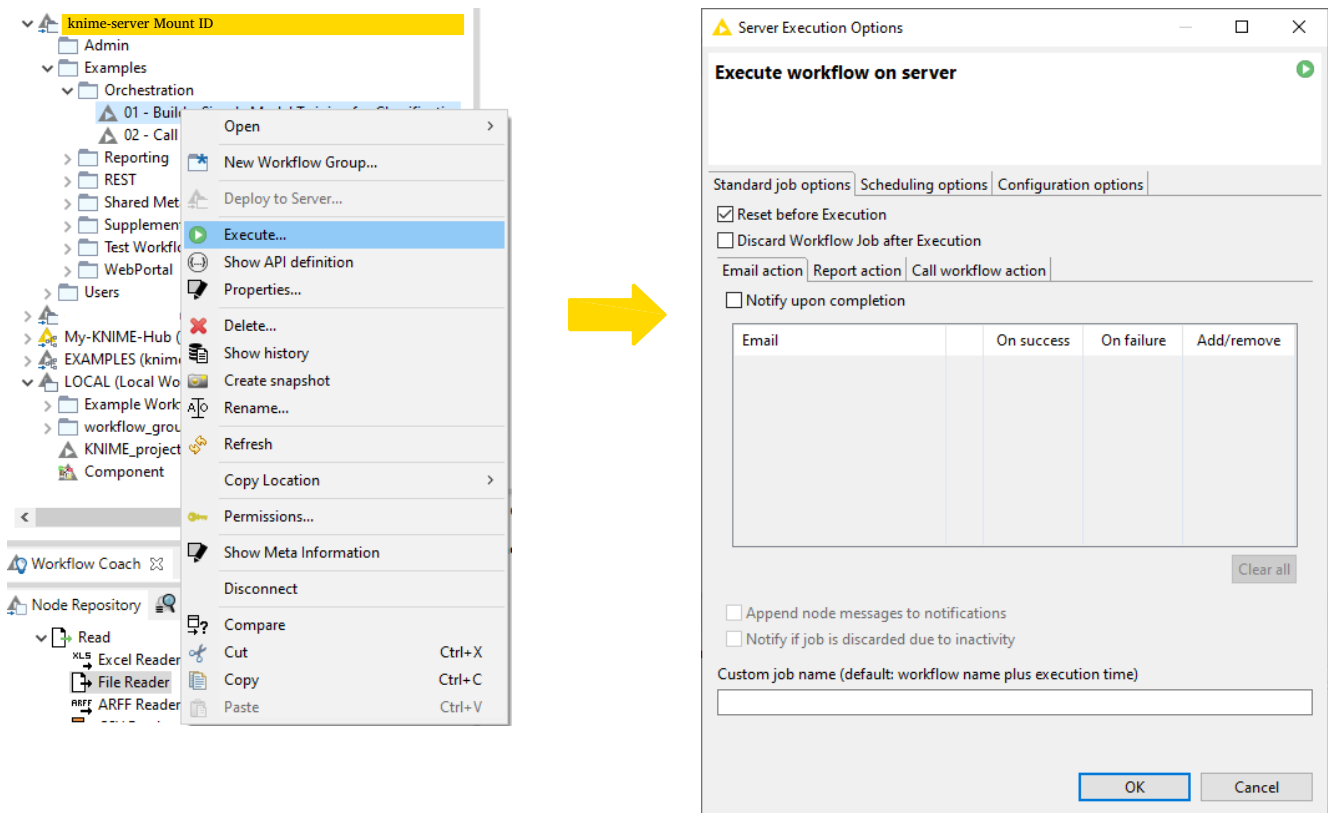 knime-server Mount ID
Admin
Examples
Orchestration
01 - Build
02 - Call
Reporting
REST
Shared Met
Supplemen
Test Workflo
WebPortal
Users
My-KNIME-Hub (
EXAMPLES (knim
LOCAL (Local Wo
Example Work
workflow_grou
KNIME_project
Component
Workflow Coach
Node Repository
Read
XLS Excel Reader
File Reader
ARFF ARFF Reader
Open
New Workflow Group...
Deploy to Server...
Execute...
Show API definition
Properties...
Delete...
Show history
Create snapshot
Rename...
Refresh
Copy Location
Permissions...
Show Meta Information
Disconnect
Compare
Cut Ctrl+X
Copy Ctrl+C
Paste Ctrl+V
Server Execution Options
Execute workflow on server
Standard job options Scheduling options Configuration options
Reset before Execution
Discard Workflow Job after Execution
Email action Report action Call workflow action
Notify upon completion
Email On success On failure Add/remove
Clear all
Append node messages to notifications
Notify if job is discarded due to inactivity
Custom job name (default: workflow name plus execution time)
OK Cancel